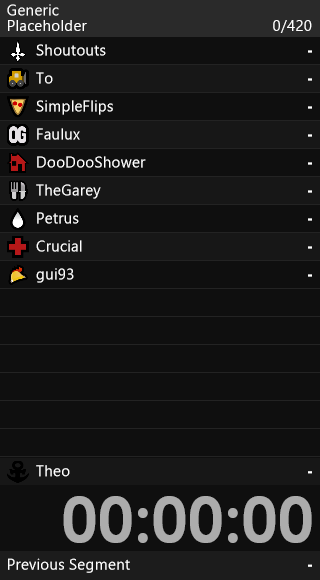 Generic
Placeholder 0/420
Shoutouts -
To -
SimpleFlips -
OG Faulux -
DooDooShower -
TheGarey -
Petrus -
Crucial -
gui93 -
Theo -
00:00:00
Previous Segment -